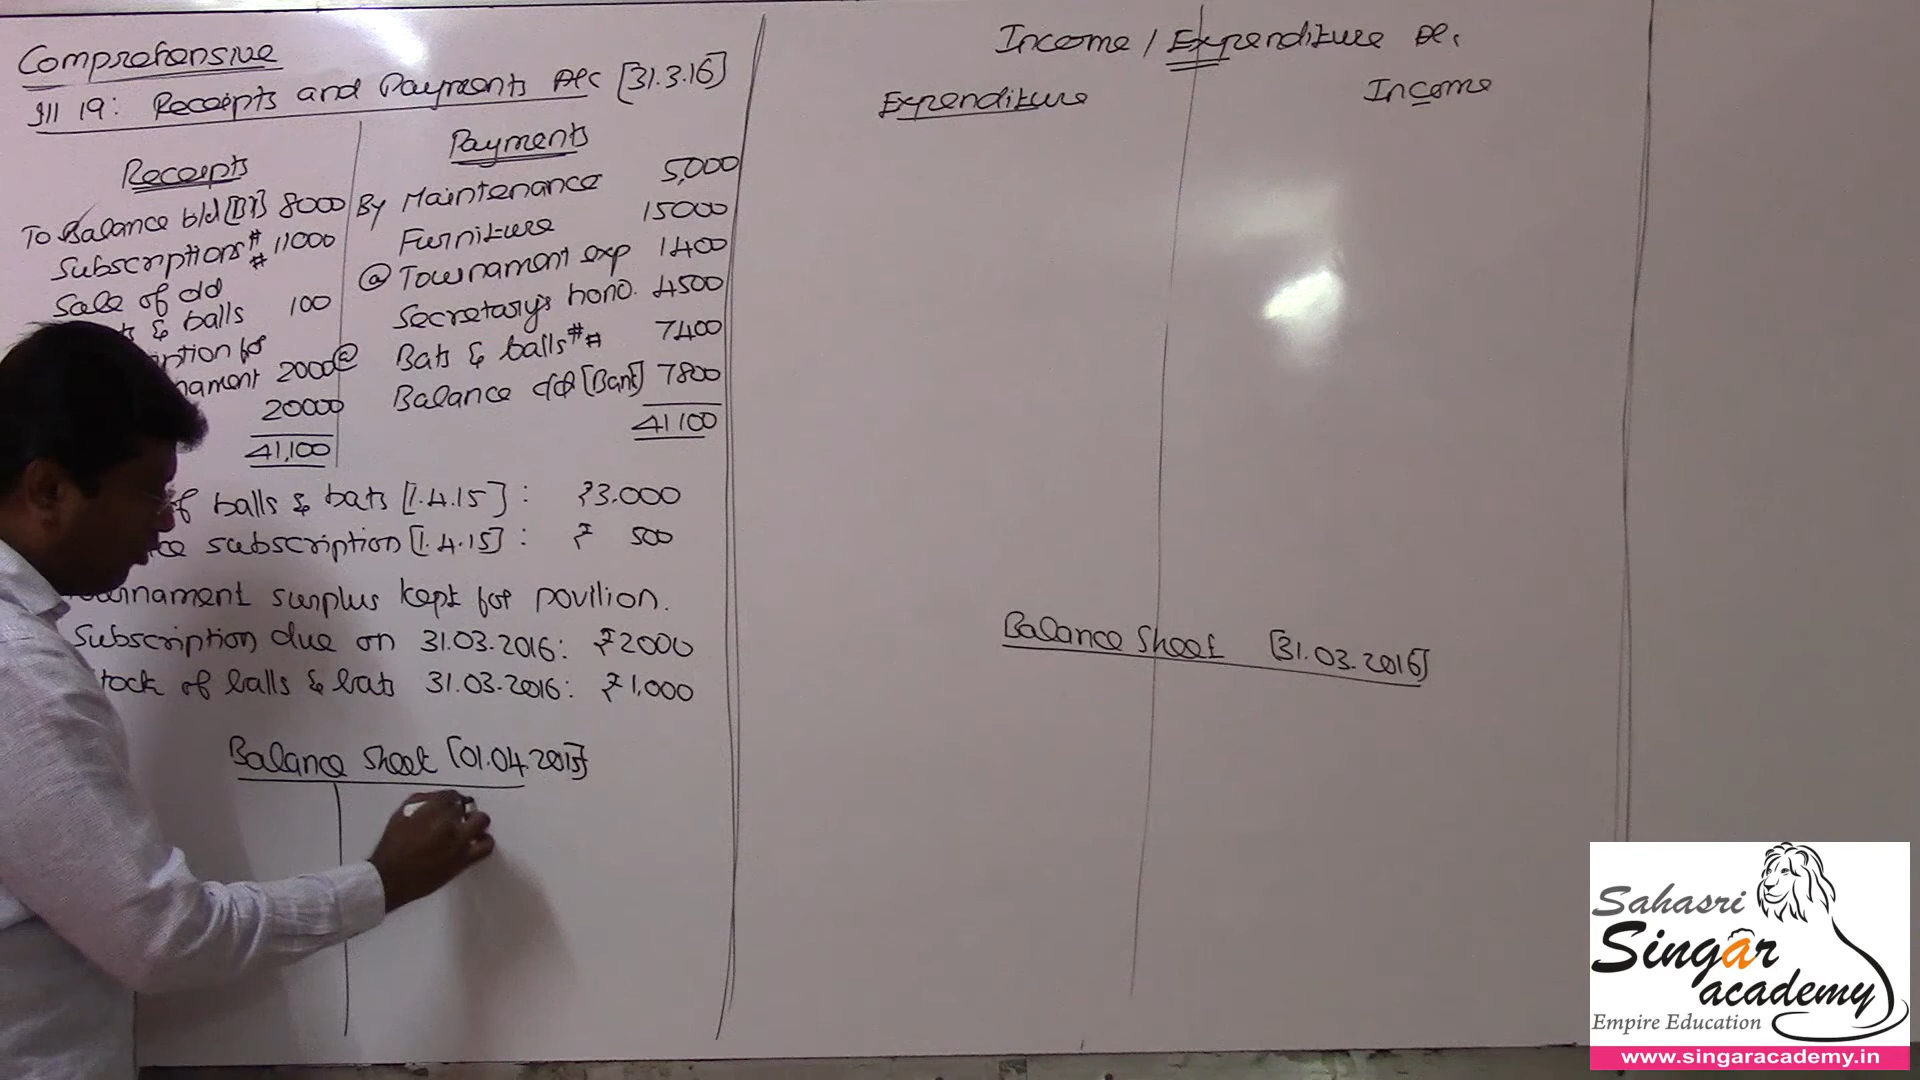 Comprehensive
Ill 19: Receipts and Payments A/c [31.3.16]
Receipts
To Balance b/d [B] 8000
Subscriptions # 11000
#
Sale of old
& balls 100
2000 @
20000
41,100
Payments
By Maintenance 5,000
Furniture 15000
@ Tournament exp 1400
Secretary's hono. 4500
Bats & balls ## 7400
Balance c/d [Bank] 7800
41100
of balls & bats [1.4.15] : ₹3.000
subscription [1.4.15] : ₹ 500
surplus kept for pavilion.
Subscription due on 31.03.2016: ₹2000
of balls & bats 31.03.2016: ₹1,000
Balance Sheet [01.04.2015]
Income / Expenditure A/c
Expenditure
Income
Balance Sheet [31.03.2016]
Sahasri
Singar
academy
Empire Education
www.singaracademy.in